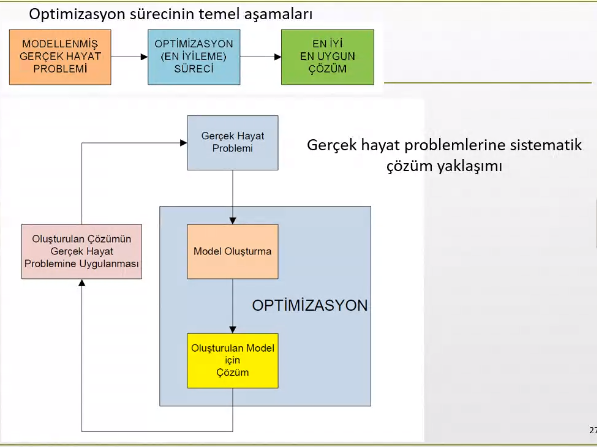 Optimizasyon sürecinin temel aşamaları
MODELLENMİŞ
GERÇEK HAYAT
PROBLEMİ
OPTİMİZASYON
(EN İYİLEME)
SÜRECİ
EN İYİ
EN UYGUN
ÇÖZÜM
Gerçek Hayat
Problemi
Gerçek hayat problemlerine sistematik
çözüm yaklaşımı
Oluşturulan Çözümün
Gerçek Hayat
Problemine Uygulanması
Model Oluşturma
OPTİMİZASYON
Oluşturulan Model
için
Çözüm
27